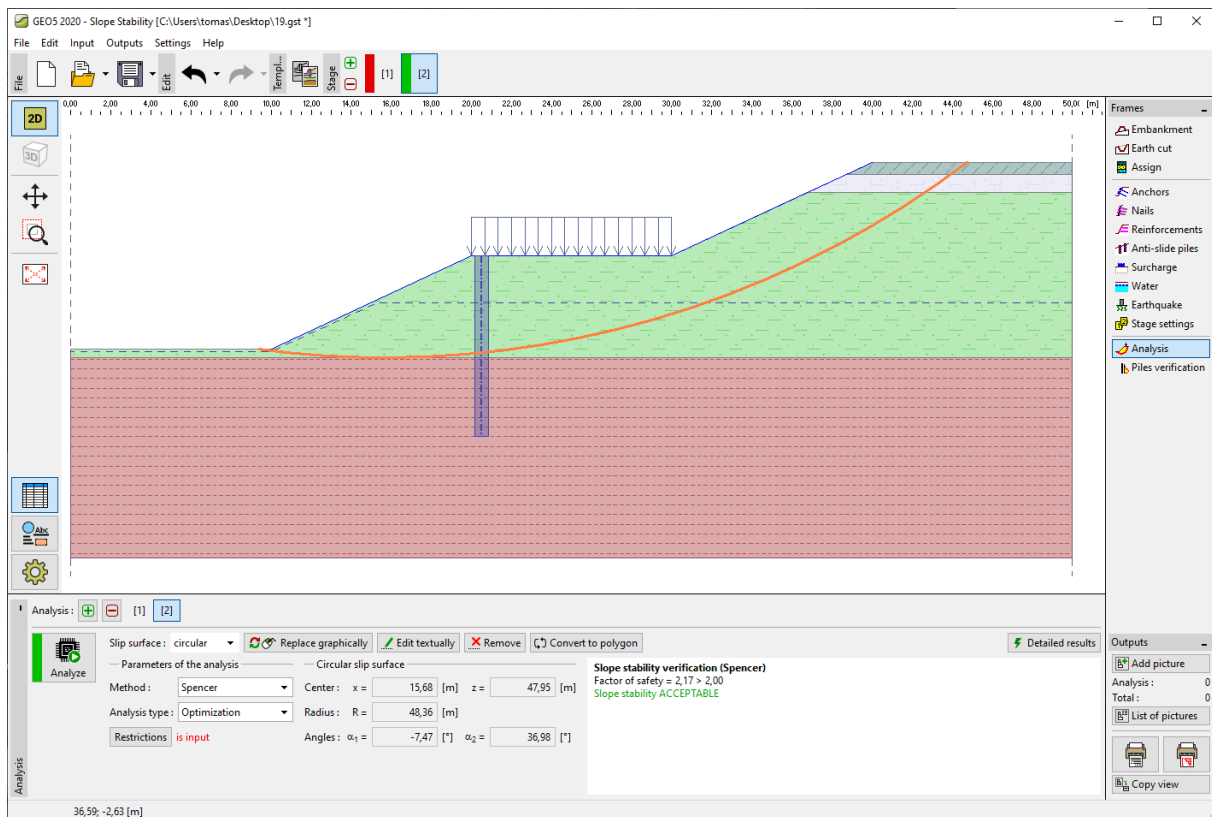 GEO5 2020 - Slope Stability [C:\Users\tomas\Desktop\19.gst *]
File Edit Input Outputs Settings Help
File Edit Templ... Stage [1] [2]
0,00 2,00 4,00 6,00 8,00 10,00 12,00 14,00 16,00 18,00 20,00 22,00 24,00 26,00 28,00 30,00 32,00 34,00 36,00 38,00 40,00 42,00 44,00 46,00 48,00 50,0( [m]
2D
3D
Abc
Frames
Embankment
Earth cut
Assign
Anchors
Nails
Reinforcements
Anti-slide piles
Surcharge
Water
Earthquake
Stage settings
Analysis
Piles verification
Analysis : [1] [2]
Analyze
Slip surface : circular Replace graphically Edit textually Remove Convert to polygon Detailed results
Parameters of the analysis Circular slip surface
Method : Spencer Center : x = 15,68 [m] z = 47,95 [m]
Analysis type : Optimization Radius : R = 48,36 [m]
Restrictions is input Angles : α1 = -7,47 [°] α2 = 36,98 [°]
Slope stability verification (Spencer)
Factor of safety = 2,17 > 2,00
Slope stability ACCEPTABLE
Analysis
Outputs
Add picture
Analysis : 0
Total : 0
List of pictures
Copy view
36,59; -2,63 [m]